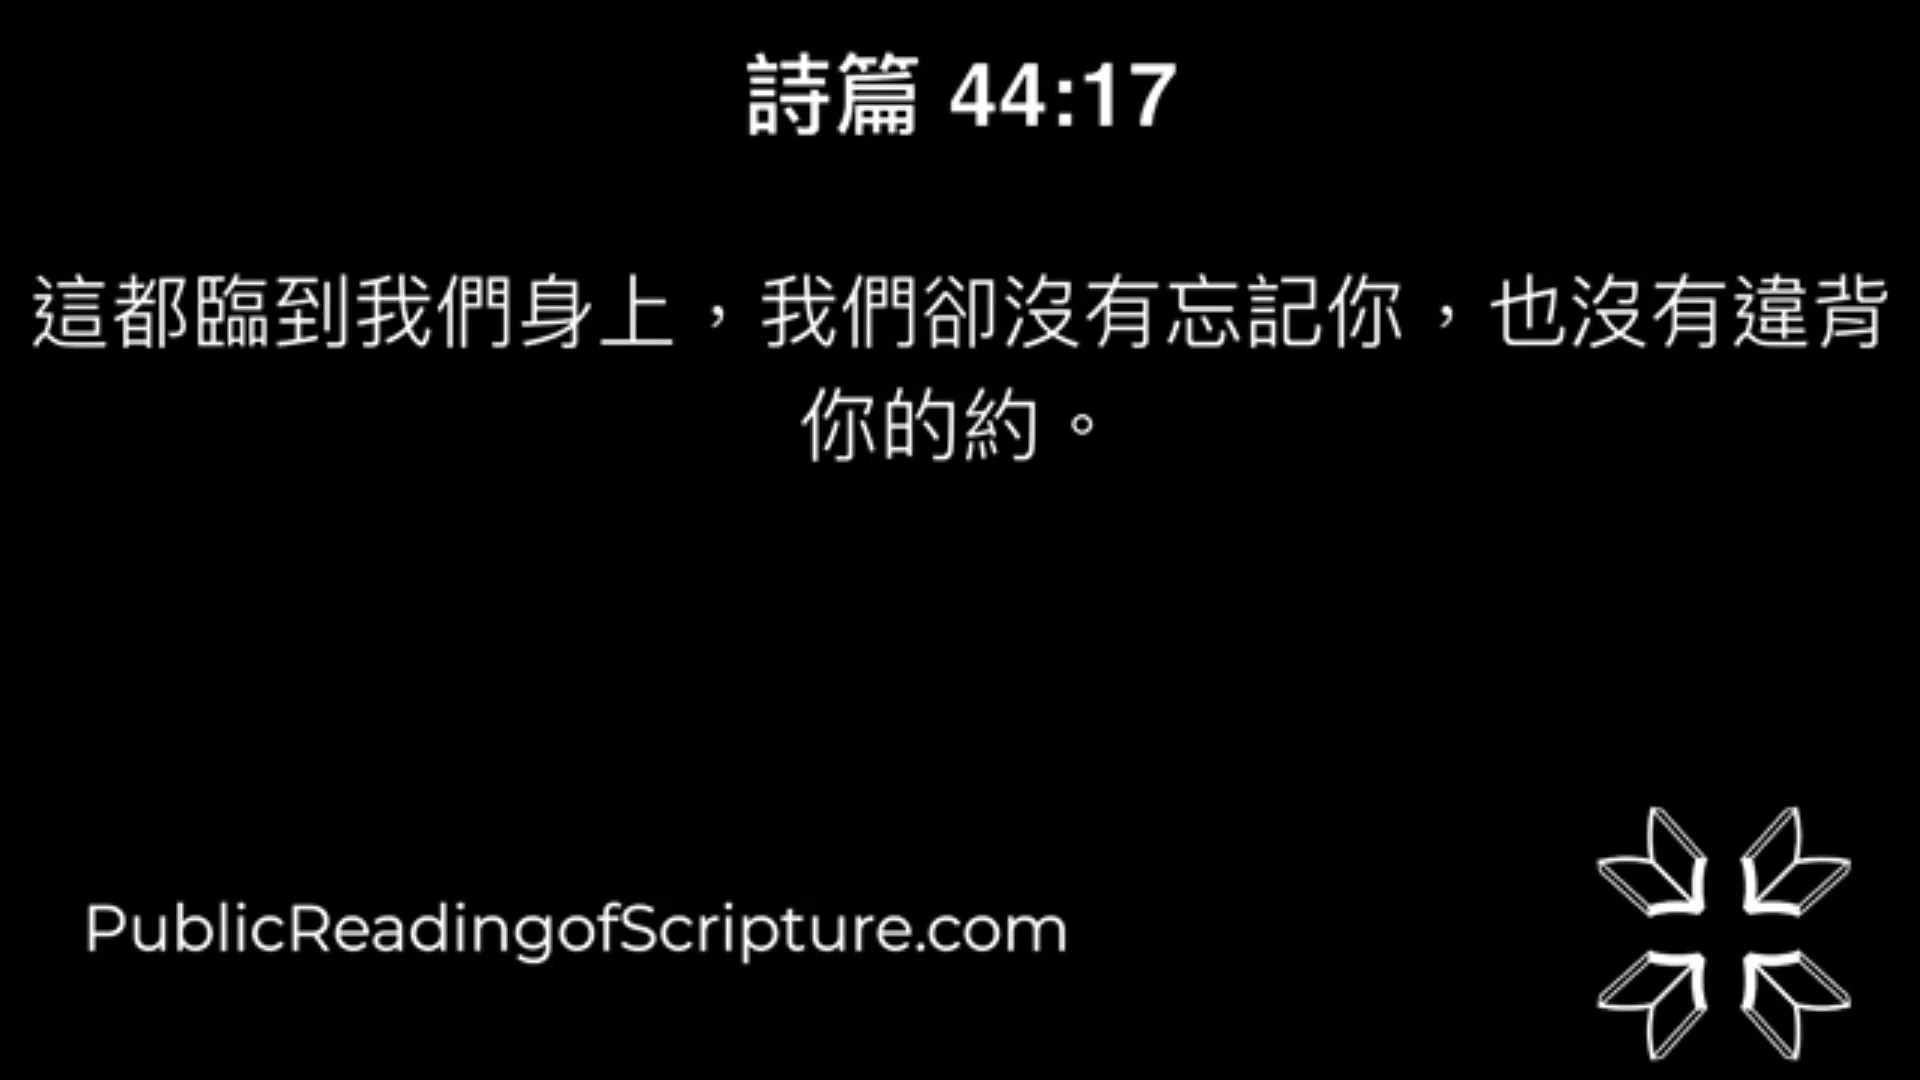 詩篇 44:17
這都臨到我們身上，我們卻沒有忘記你，也沒有違背
你的約。
PublicReadingofScripture.com